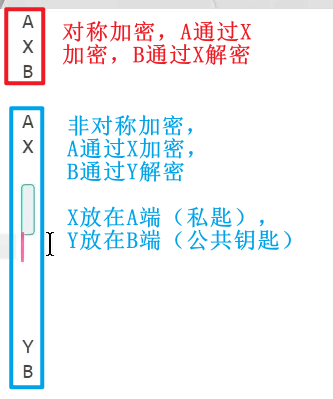 A
X
B
对称加密，A通过X
加密，B通过X解密
A
X
Y
B
非对称加密，
A通过X加密，
B通过Y解密
X放在A端（私匙），
Y放在B端（公共钥匙）